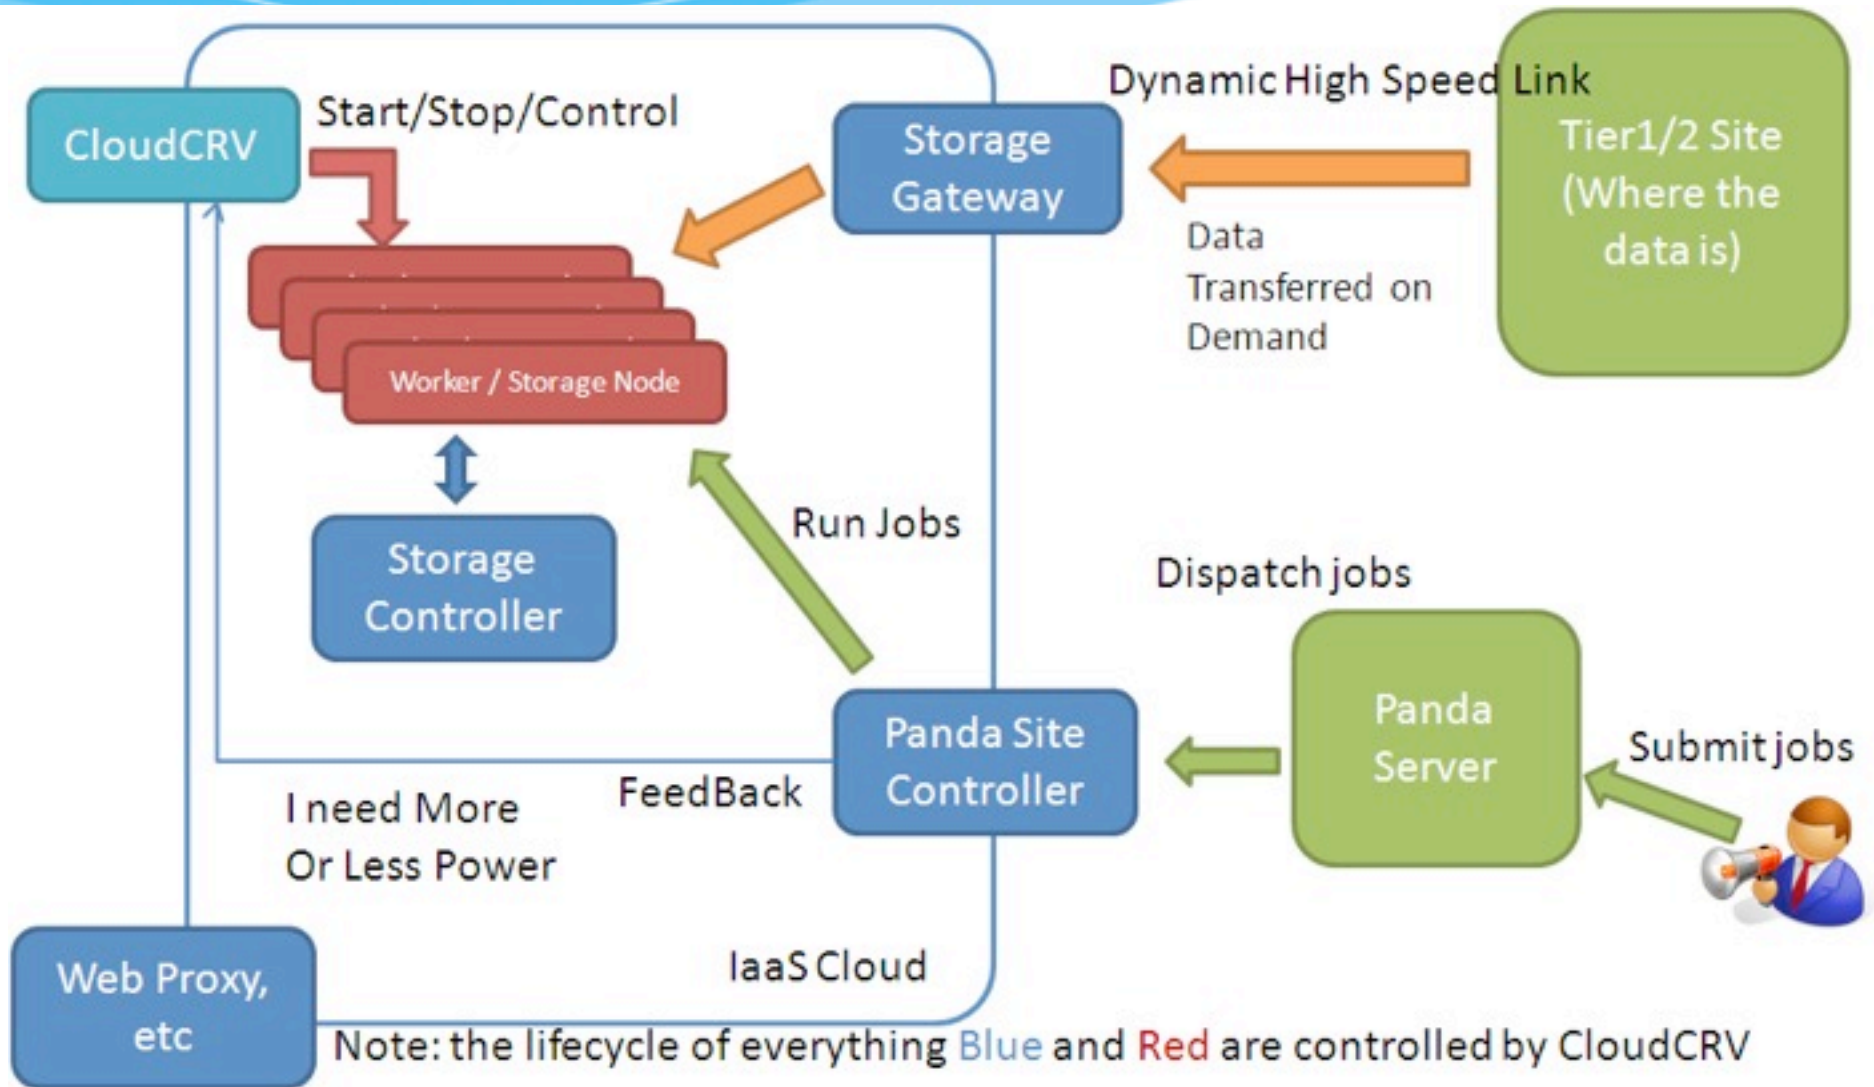 CloudCRV
Start/Stop/Control
Storage
Gateway
Dynamic High Speed Link
Tier1/2 Site
(Where the
data is)
Data
Transferred on
Demand
Worker / Storage Node
Storage
Controller
Run Jobs
Dispatch jobs
Panda Site
Controller
Panda
Server
Submit jobs
FeedBack
I need More
Or Less Power
IaaS Cloud
Web Proxy,
etc
Note: the lifecycle of everything Blue and Red are controlled by CloudCRV